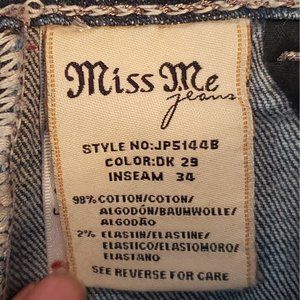 Miss Me
jeans
STYLE NO:JP5144B
COLOR:DK 29
INSEAM 34
98% COTTON/COTON/
ALGODÓN/BAUMWOLLE/
ALGODÃO
2% ELASTIN/ELASTINE/
ELASTICO/ELASTOMORO/
ELASTANO
SEE REVERSE FOR CARE